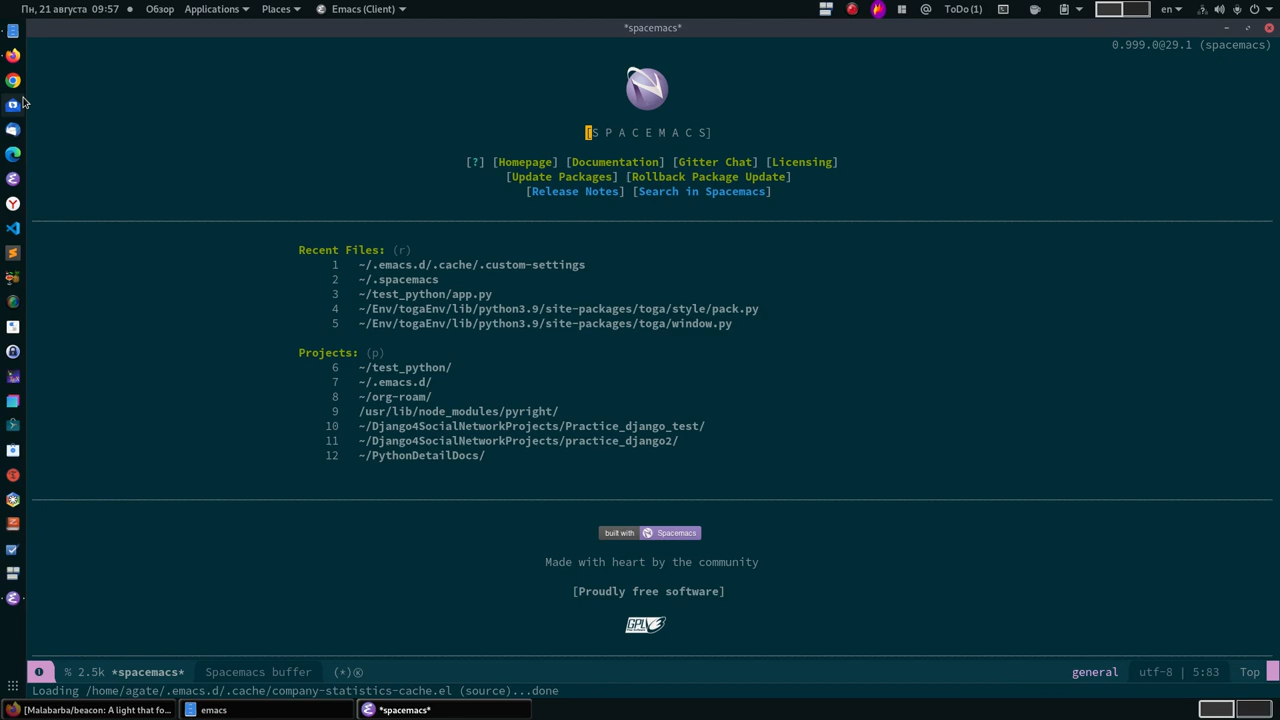 Пн, 21 августа 09:57 Обзор Applications Places Emacs (Client) ToDo (1) en
*spacemacs*
0.999.0@29.1 (spacemacs)
[S P A C E M A C S]
[?] [Homepage] [Documentation] [Gitter Chat] [Licensing]
[Update Packages] [Rollback Package Update]
[Release Notes] [Search in Spacemacs]
Recent Files: (r)
1 ~/.emacs.d/.cache/.custom-settings
2 ~/.spacemacs
3 ~/test_python/app.py
4 ~/Env/togaEnv/lib/python3.9/site-packages/toga/style/pack.py
5 ~/Env/togaEnv/lib/python3.9/site-packages/toga/window.py
Projects: (p)
6 ~/test_python/
7 ~/.emacs.d/
8 ~/org-roam/
9 /usr/lib/node_modules/pyright/
10 ~/Django4SocialNetworkProjects/Practice_django_test/
11 ~/Django4SocialNetworkProjects/practice_django2/
12 ~/PythonDetailDocs/
built with Spacemacs
Made with heart by the community
[Proudly free software]
GPLv3
% 2.5k *spacemacs* Spacemacs buffer (*) general utf-8 | 5:83 Top
Loading /home/agate/.emacs.d/.cache/company-statistics-cache.el (source)...done
[Malabarba/beacon: A light that fo... emacs *spacemacs*